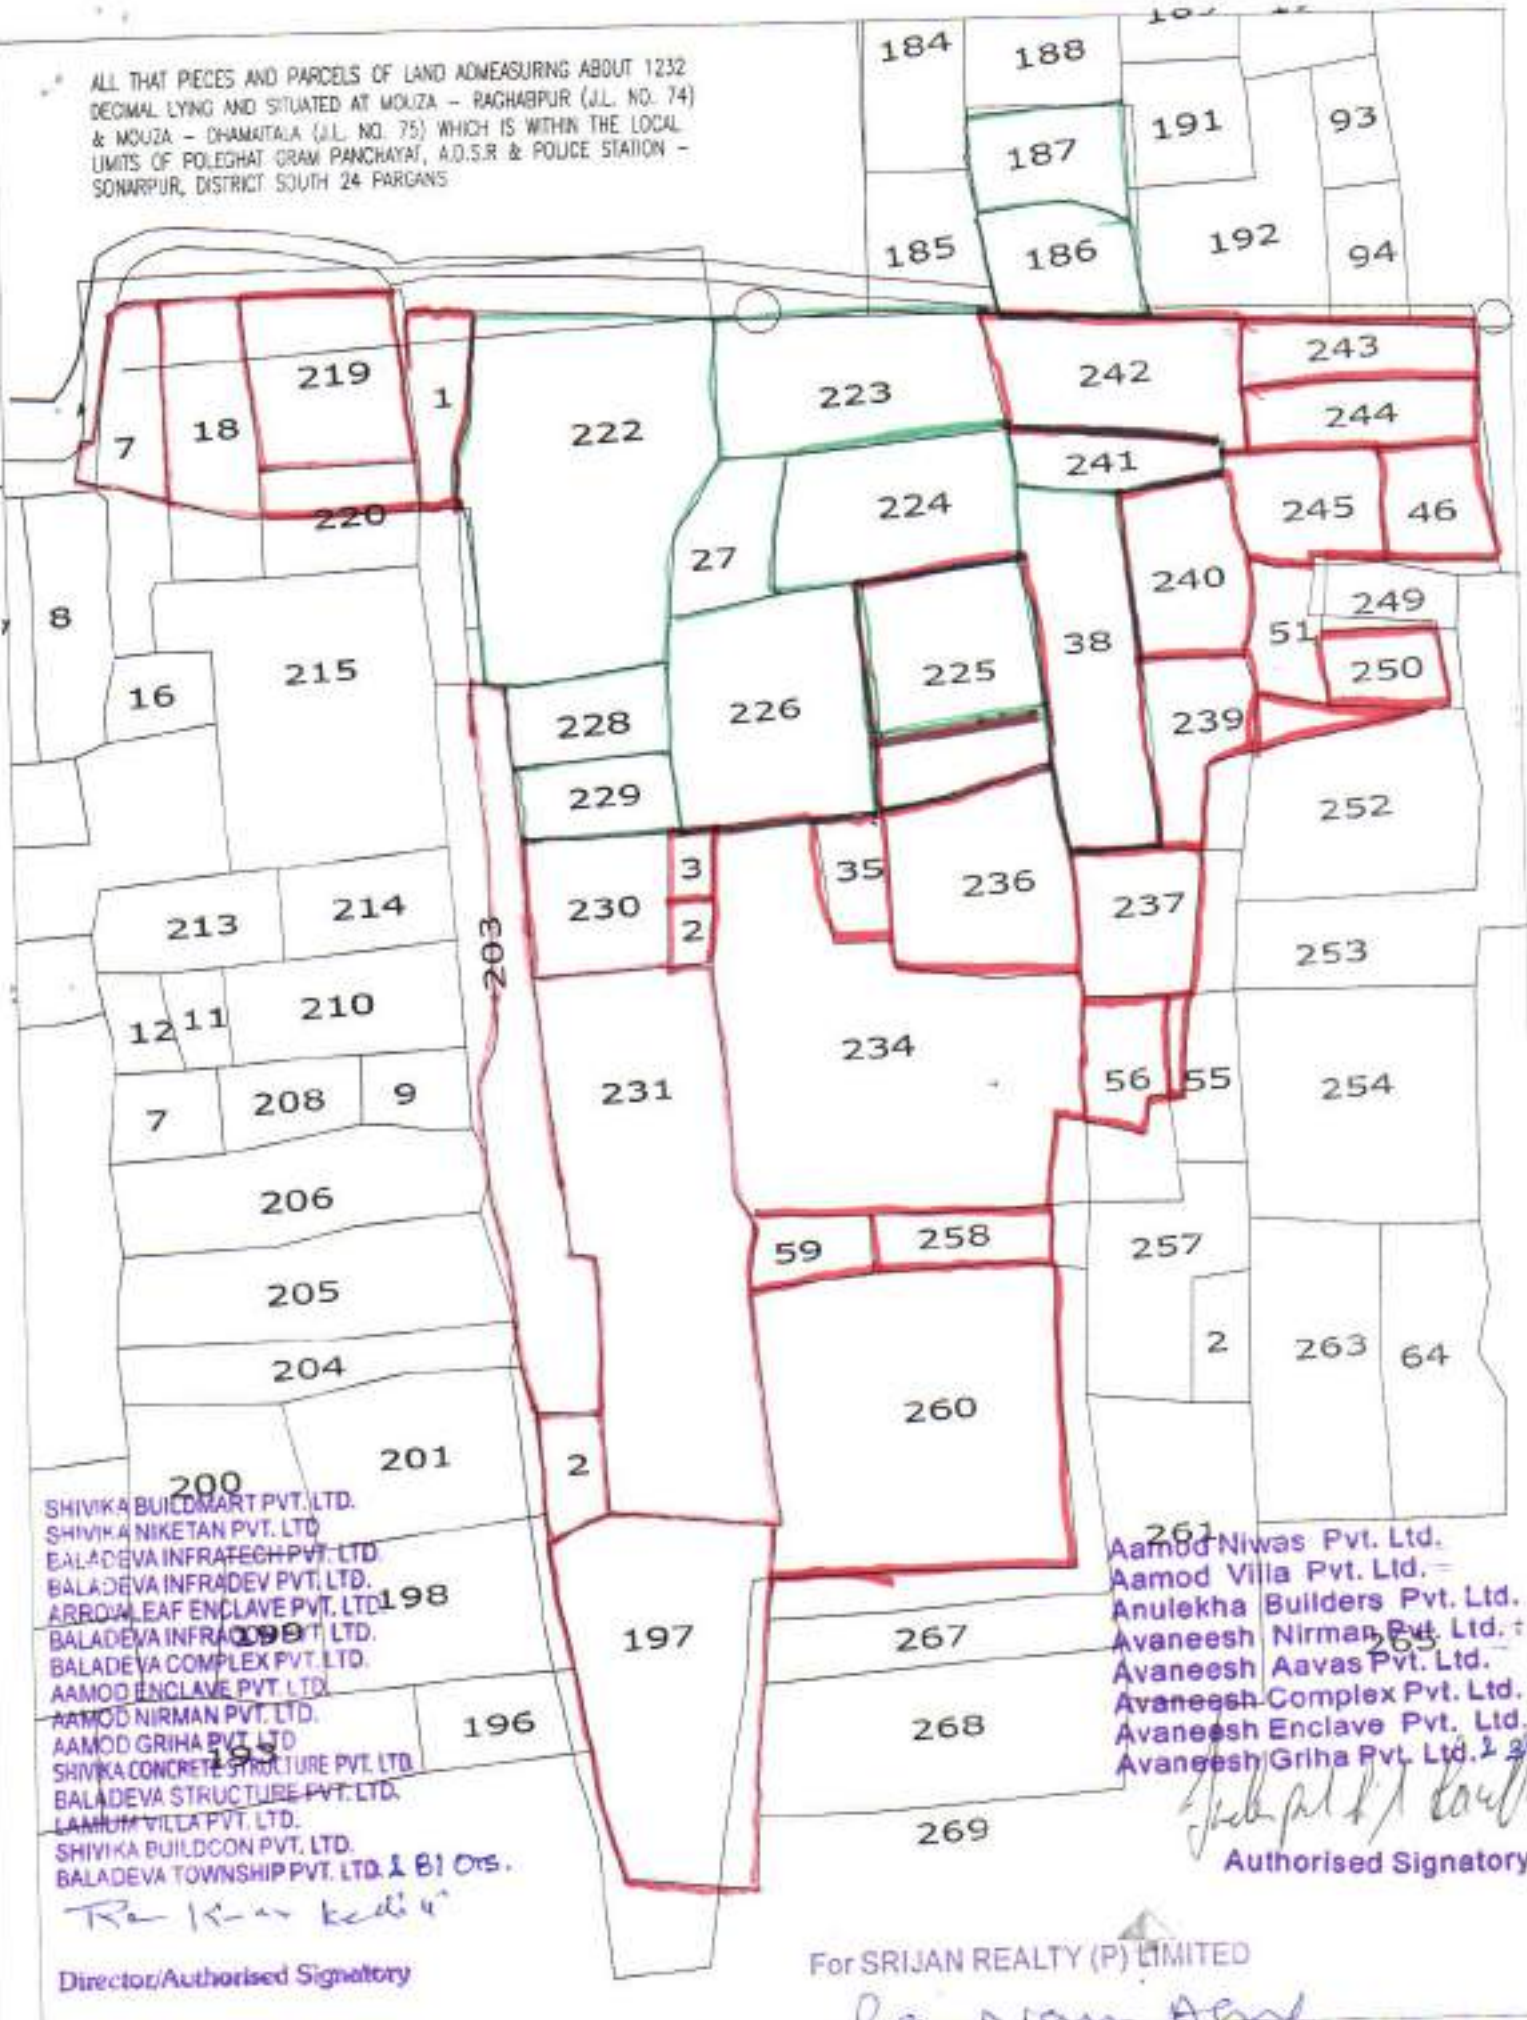 ALL THAT PIECES AND PARCELS OF LAND ADMEASURING ABOUT 1232
DECIMAL LYING AND SITUATED AT MOUZA - RAGHABPUR (J.L. NO. 74)
& MOUZA - DHAMAITALA (J.L. NO. 75) WHICH IS WITHIN THE LOCAL
LIMITS OF POLEGHAT GRAM PANCHAYAT, A.D.S.R & POLICE STATION -
SONARPUR, DISTRICT SOUTH 24 PARGANS
184
188
187
191
93
185
186
192
94
7
18
219
1
222
223
242
243
244
241
245
46
220
27
224
240
8
215
16
228
226
225
38
51
249
250
239
229
252
230
3
2
35
236
237
213
214
203
253
12
11
210
234
231
56
55
254
7
208
9
206
59
258
257
205
204
2
263
64
260
200
201
2
261
198
199
197
267
265
196
193
268
269
SHIVIKA BUILDMART PVT. LTD.
SHIVIKA NIKETAN PVT. LTD
BALADEVA INFRATECH PVT. LTD.
BALADEVA INFRADEV PVT. LTD.
ARROWLEAF ENCLAVE PVT. LTD
BALADEVA PVT LTD.
BALADEVA COMPLEX PVT. LTD.
AAMOD ENCLAVE PVT. LTD
AAMOD NIRMAN PVT. LTD.
AAMOD GRIHA PVT. LTD
SHIVIKA CONCRETE STRUCTURE PVT. LTD.
BALADEVA STRUCTURE PVT. LTD.
LAMIUM VILLA PVT. LTD.
SHIVIKA BUILDCON PVT. LTD.
BALADEVA TOWNSHIP PVT. LTD. & 81 Ors.
Director/Authorised Signatory
Aamod Niwas Pvt. Ltd.
Aamod Villa Pvt. Ltd.
Anulekha Builders Pvt. Ltd.
Avaneesh Nirman Pvt. Ltd.
Avaneesh Aavas Pvt. Ltd.
Avaneesh Complex Pvt. Ltd.
Avaneesh Enclave Pvt. Ltd.
Avaneesh Griha Pvt. Ltd.
Authorised Signatory
For SRIJAN REALTY (P) LIMITED